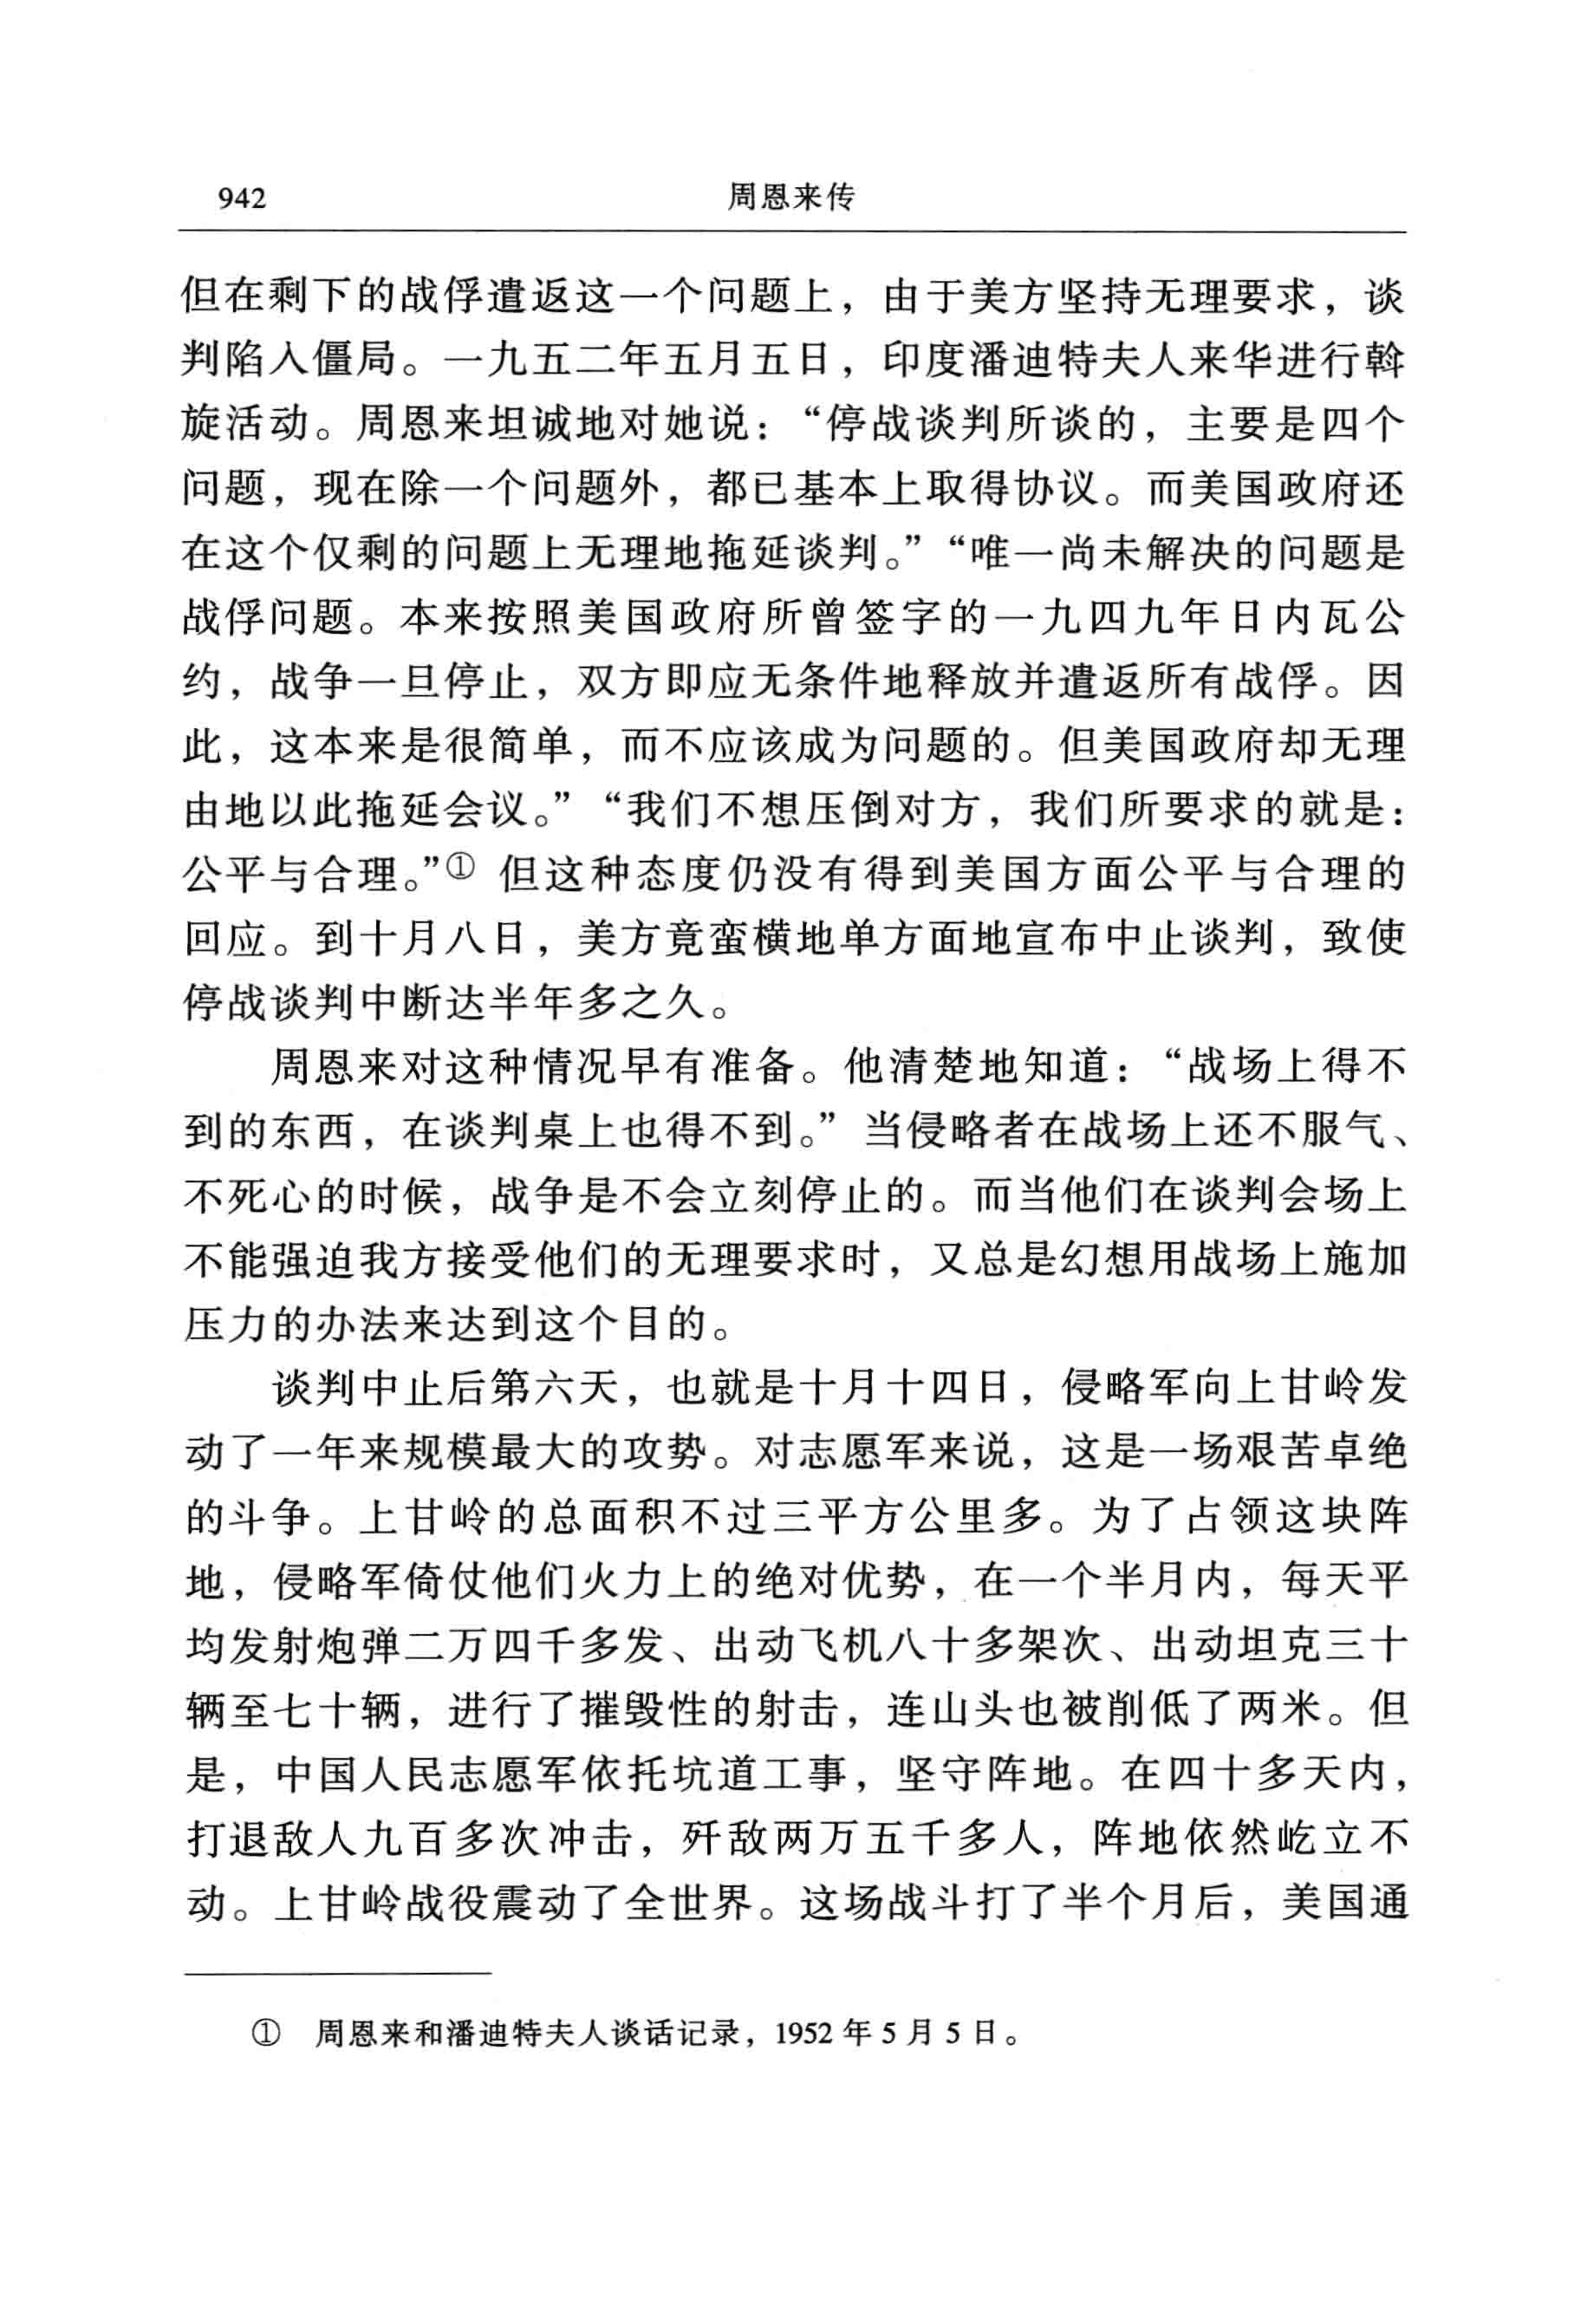 942 周恩来传
但在剩下的战俘遣返这一个问题上，由于美方坚持无理要求，谈
判陷入僵局。一九五二年五月五日，印度潘迪特夫人来华进行斡
旋活动。周恩来坦诚地对她说：“停战谈判所谈的，主要是四个
问题，现在除一个问题外，都已基本上取得协议。而美国政府还
在这个仅剩的问题上无理地拖延谈判。”“唯一尚未解决的问题是
战俘问题。本来按照美国政府所曾签字的一九四九年日内瓦公
约，战争一旦停止，双方即应无条件地释放并遣返所有战俘。因
此，这本来是很简单，而不应该成为问题的。但美国政府却无理
由地以此拖延会议。”“我们不想压倒对方，我们所要求的就是：
公平与合理。”① 但这种态度仍没有得到美国方面公平与合理的
回应。到十月八日，美方竟蛮横地单方面地宣布中止谈判，致使
停战谈判中断达半年多之久。
周恩来对这种情况早有准备。他清楚地知道：“战场上得不
到的东西，在谈判桌上也得不到。”当侵略者在战场上还不服气、
不死心的时候，战争是不会立刻停止的。而当他们在谈判会场上
不能强迫我方接受他们的无理要求时，又总是幻想用战场上施加
压力的办法来达到这个目的。
谈判中止后第六天，也就是十月十四日，侵略军向上甘岭发
动了一年来规模最大的攻势。对志愿军来说，这是一场艰苦卓绝
的斗争。上甘岭的总面积不过三平方公里多。为了占领这块阵
地，侵略军倚仗他们火力上的绝对优势，在一个半月内，每天平
均发射炮弹二万四千多发、出动飞机八十多架次、出动坦克三十
辆至七十辆，进行了摧毁性的射击，连山头也被削低了两米。但
是，中国人民志愿军依托坑道工事，坚守阵地。在四十多天内，
打退敌人九百多次冲击，歼敌两万五千多人，阵地依然屹立不
动。上甘岭战役震动了全世界。这场战斗打了半个月后，美国通
① 周恩来和潘迪特夫人谈话记录，1952 年 5 月 5 日。